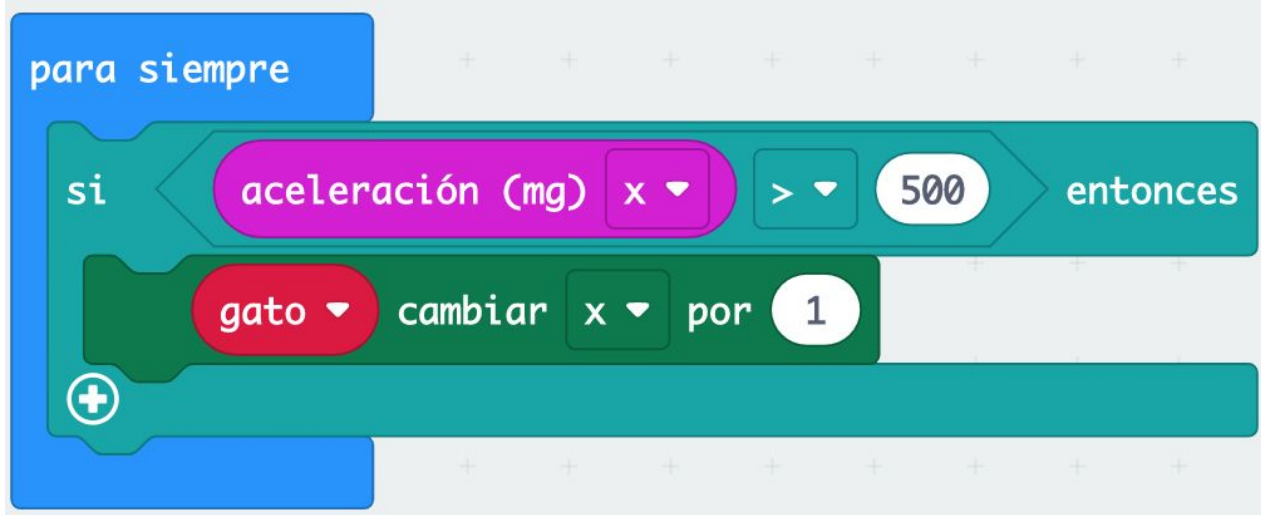 para siempre
si aceleración (mg) x > 500 entonces
gato cambiar x por 1